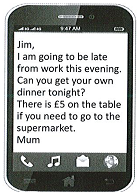 9:47 AM
Jim,
I am going to be late
from work this evening.
Can you get your own
dinner tonight?
There is £5 on the table
if you need to go to the
supermarket.
Mum